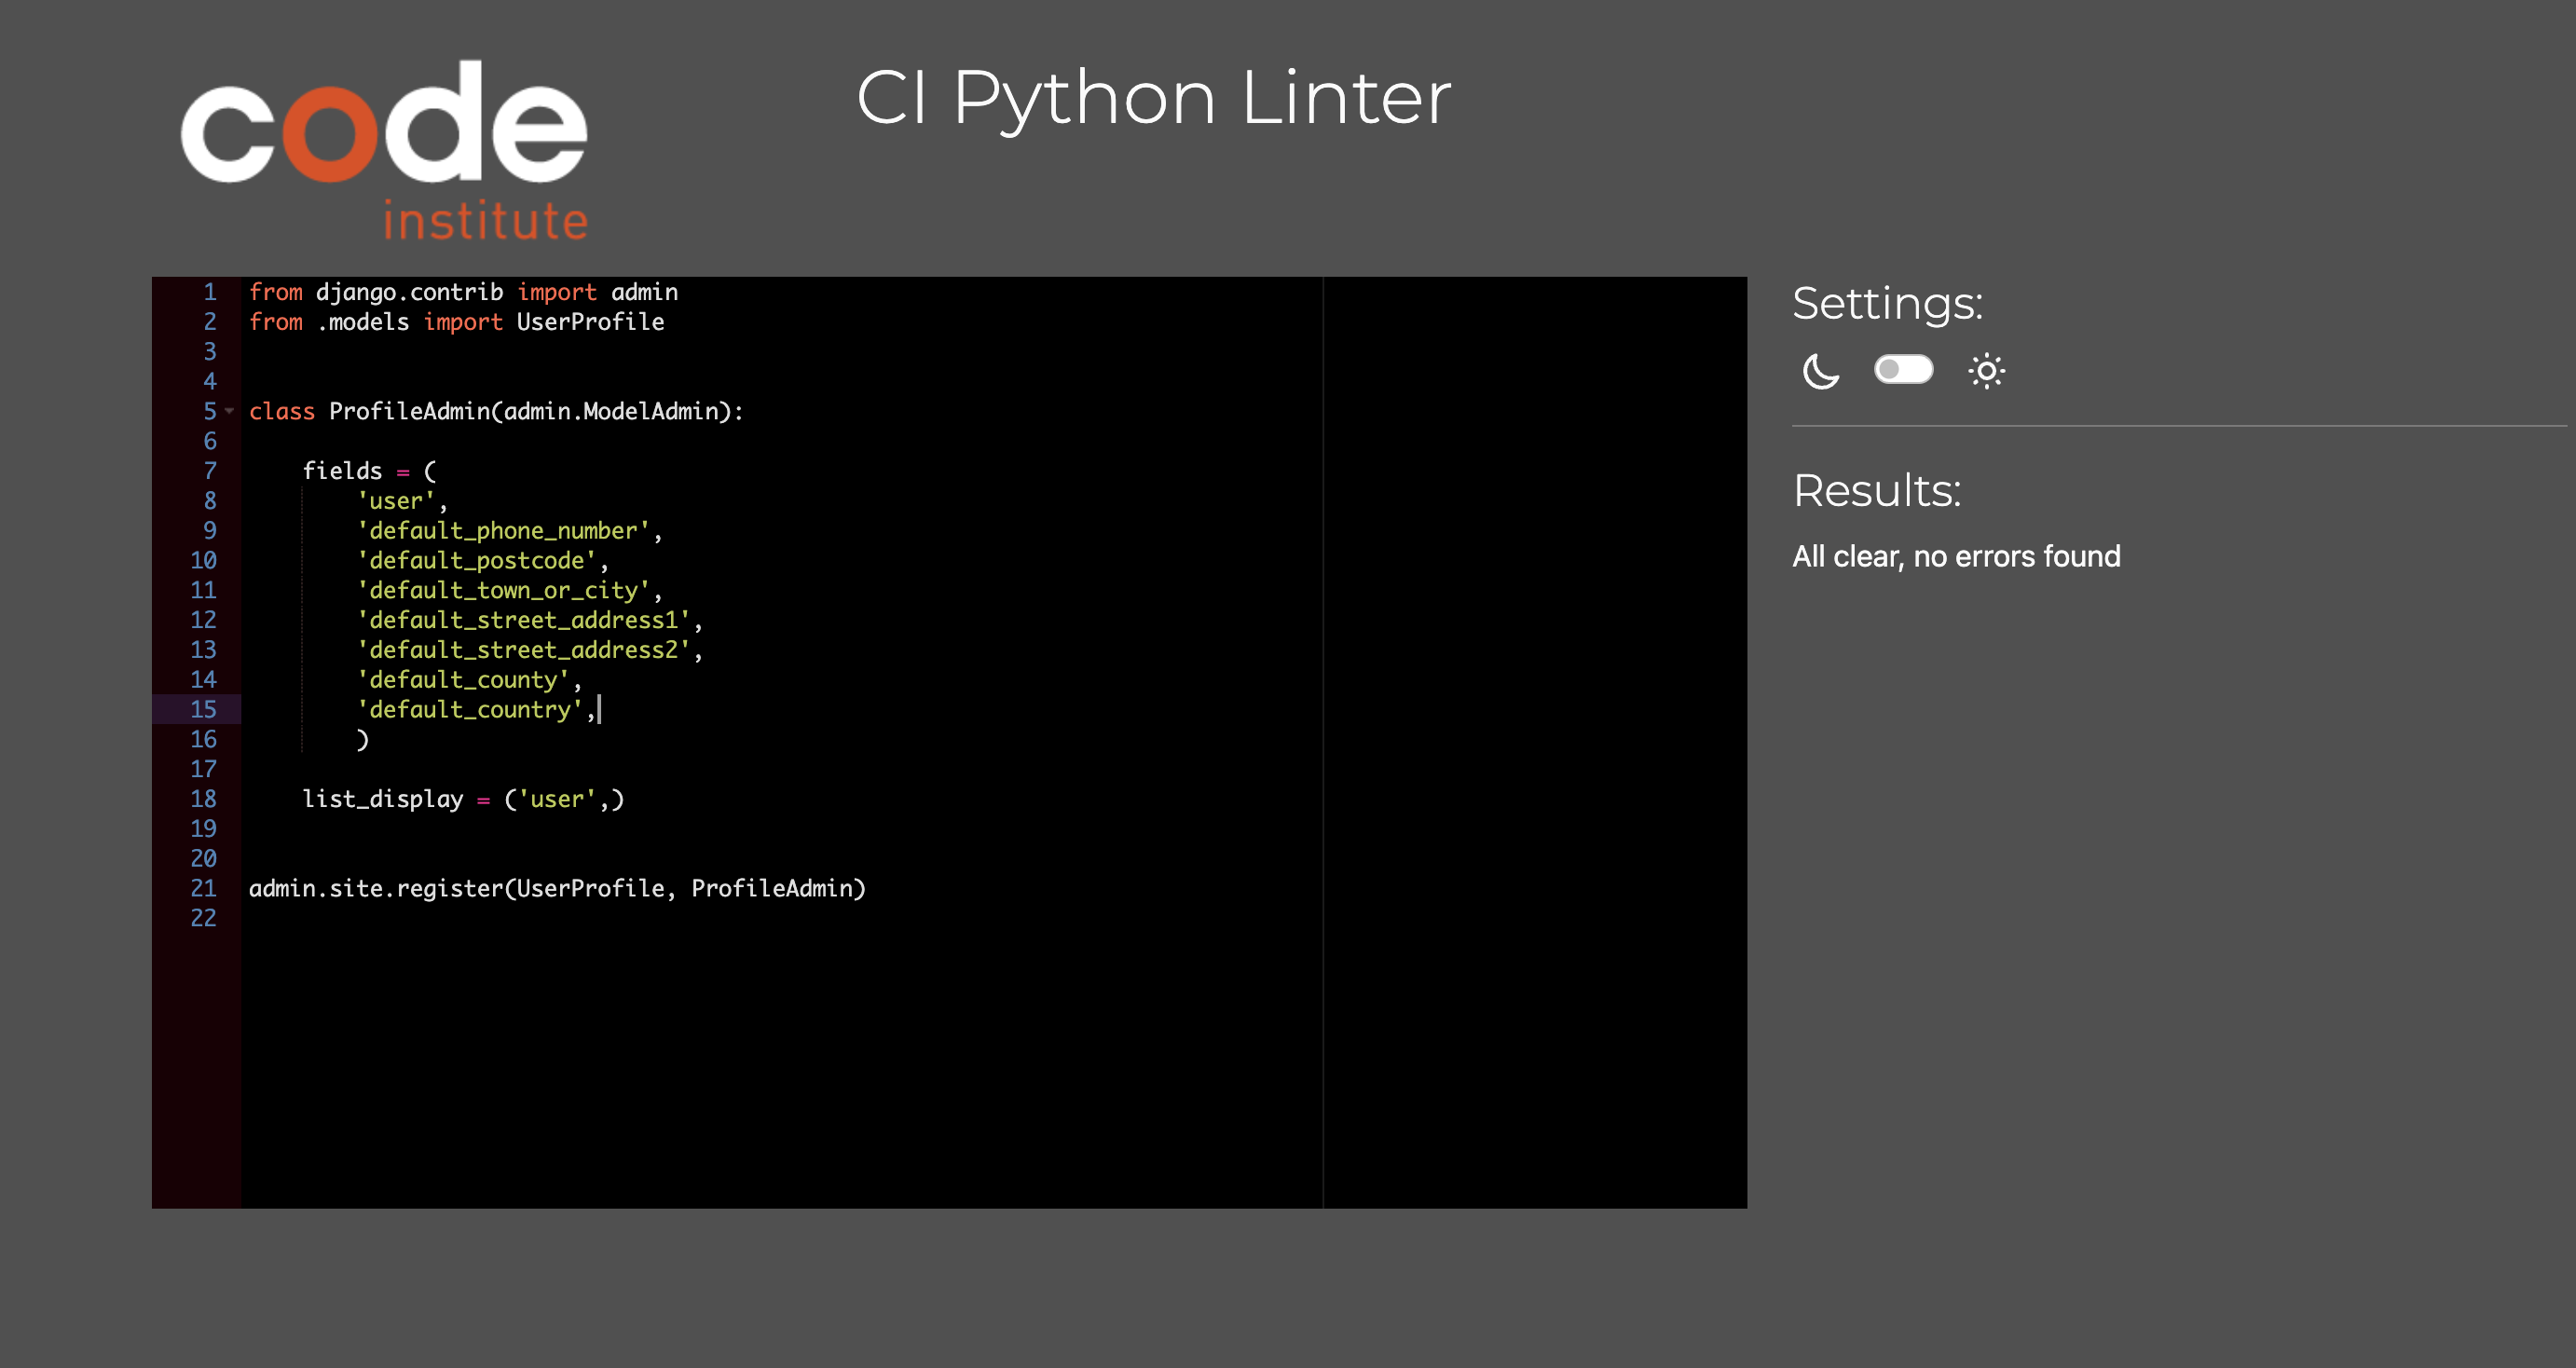 code
institute
CI Python Linter
1 from django.contrib import admin
2 from .models import UserProfile
3
4
5 class ProfileAdmin(admin.ModelAdmin):
6
7     fields = (
8         'user',
9         'default_phone_number',
10         'default_postcode',
11         'default_town_or_city',
12         'default_street_address1',
13         'default_street_address2',
14         'default_county',
15         'default_country',
16         )
17
18     list_display = ('user',)
19
20
21 admin.site.register(UserProfile, ProfileAdmin)
22
Settings:
Results:
All clear, no errors found